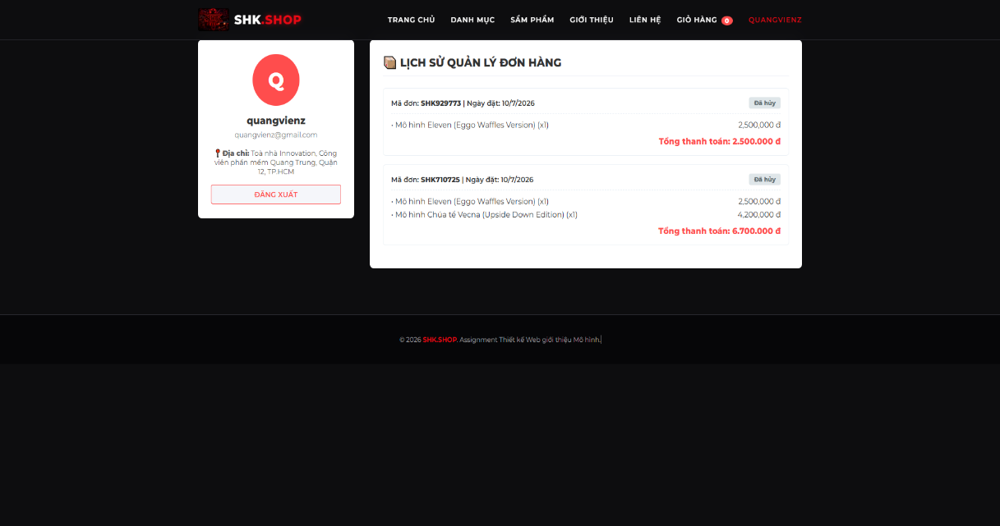 SHK.SHOP
TRANG CHỦ DANH MỤC SẢM PHẨM GIỚI THIỆU LIÊN HỆ GIỎ HÀNG 0 QUANGVIENZ
Q
quangvienz
quangvienz@gmail.com
Địa chỉ: Toà nhà Innovation, Công
viên phần mềm Quang Trung, Quận
12, TP.HCM
ĐĂNG XUẤT
LỊCH SỬ QUẢN LÝ ĐƠN HÀNG
Mã đơn: SHK929773 | Ngày đặt: 10/7/2026 Đã hủy
• Mô hình Eleven (Eggo Waffles Version) (x1) 2,500,000 đ
Tổng thanh toán: 2.500.000 đ
Mã đơn: SHK710725 | Ngày đặt: 10/7/2026 Đã hủy
• Mô hình Eleven (Eggo Waffles Version) (x1) 2,500,000 đ
• Mô hình Chúa tể Vecna (Upside Down Edition) (x1) 4,200,000 đ
Tổng thanh toán: 6.700.000 đ
© 2026 SHK.SHOP. Assignment Thiết kế Web giới thiệu Mô hình.